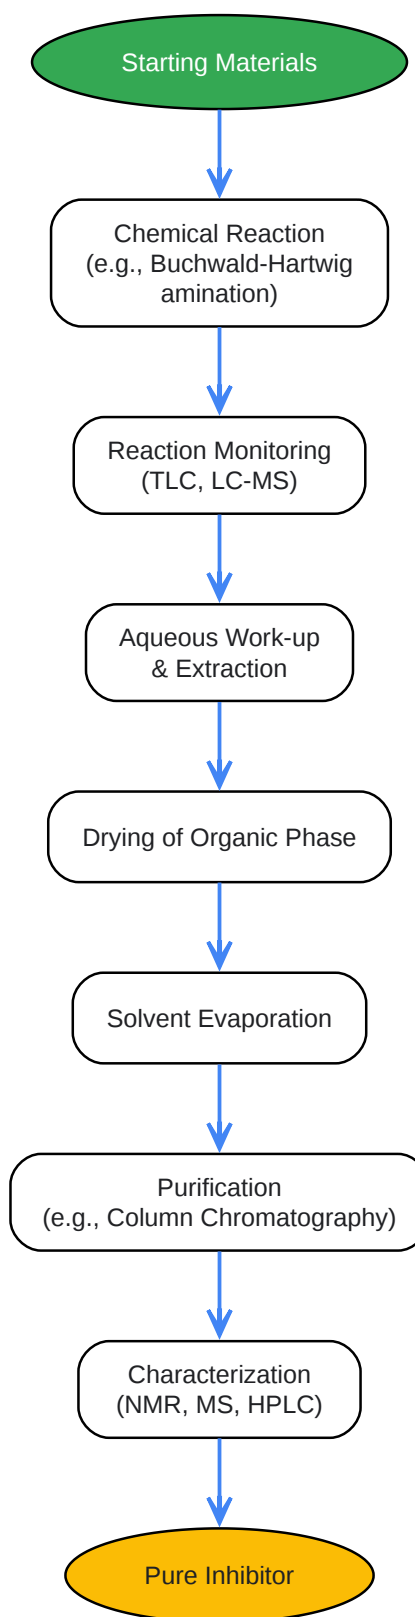 Starting Materials
Chemical Reaction
(e.g., Buchwald-Hartwig
amination)
Reaction Monitoring
(TLC, LC-MS)
Aqueous Work-up
& Extraction
Drying of Organic Phase
Solvent Evaporation
Purification
(e.g., Column Chromatography)
Characterization
(NMR, MS, HPLC)
Pure Inhibitor